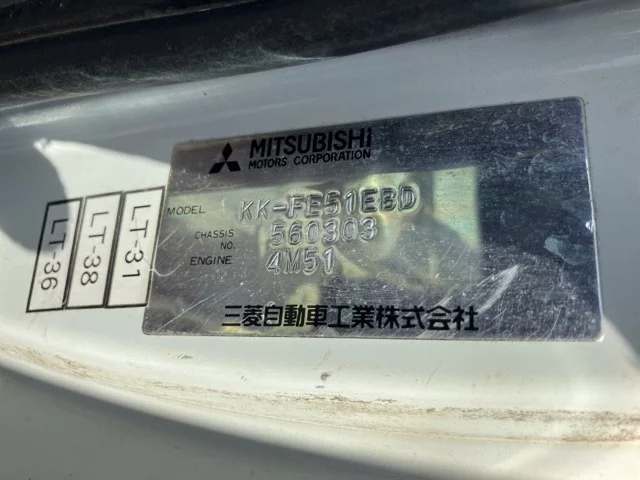 MITSUBISHI
MOTORS CORPORATION
MODEL KK-FE51EBD
CHASSIS NO. 560303
ENGINE 4M51
三菱自動車工業株式会社
LT-36
LT-38
LT-31